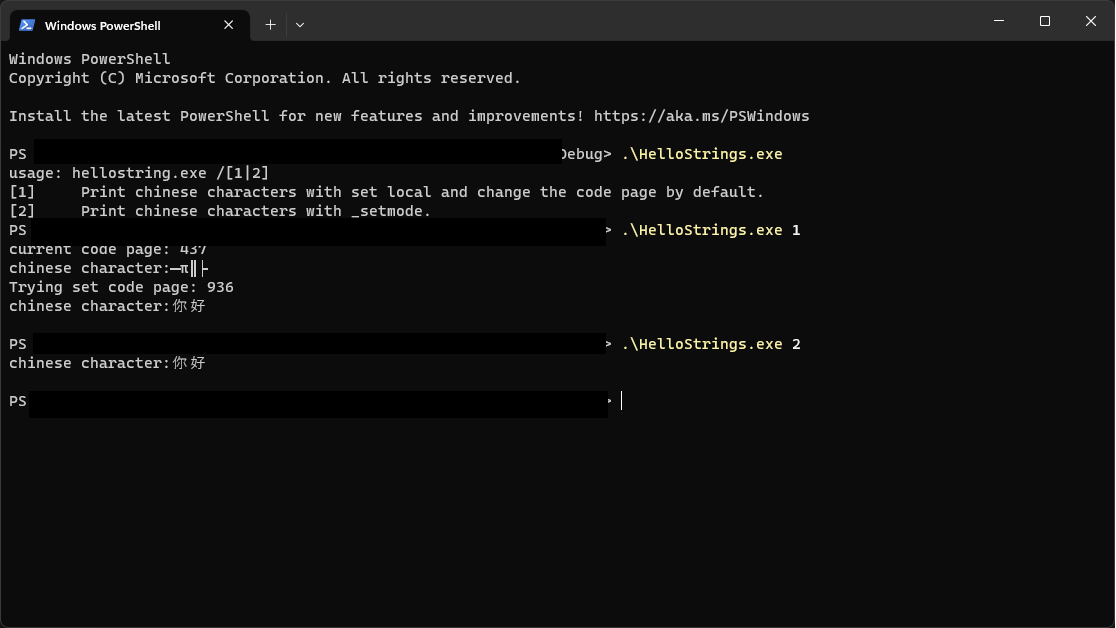 Windows PowerShell
Windows PowerShell
Copyright (C) Microsoft Corporation. All rights reserved.
Install the latest PowerShell for new features and improvements! https://aka.ms/PSWindows
PS Debug> .\HelloStrings.exe
usage: hellostring.exe /[1|2]
[1] Print chinese characters with set local and change the code page by default.
[2] Print chinese characters with _setmode.
PS > .\HelloStrings.exe 1
current code page: 437
chinese character:─π║├
Trying set code page: 936
chinese character:你好
PS > .\HelloStrings.exe 2
chinese character:你好
PS >